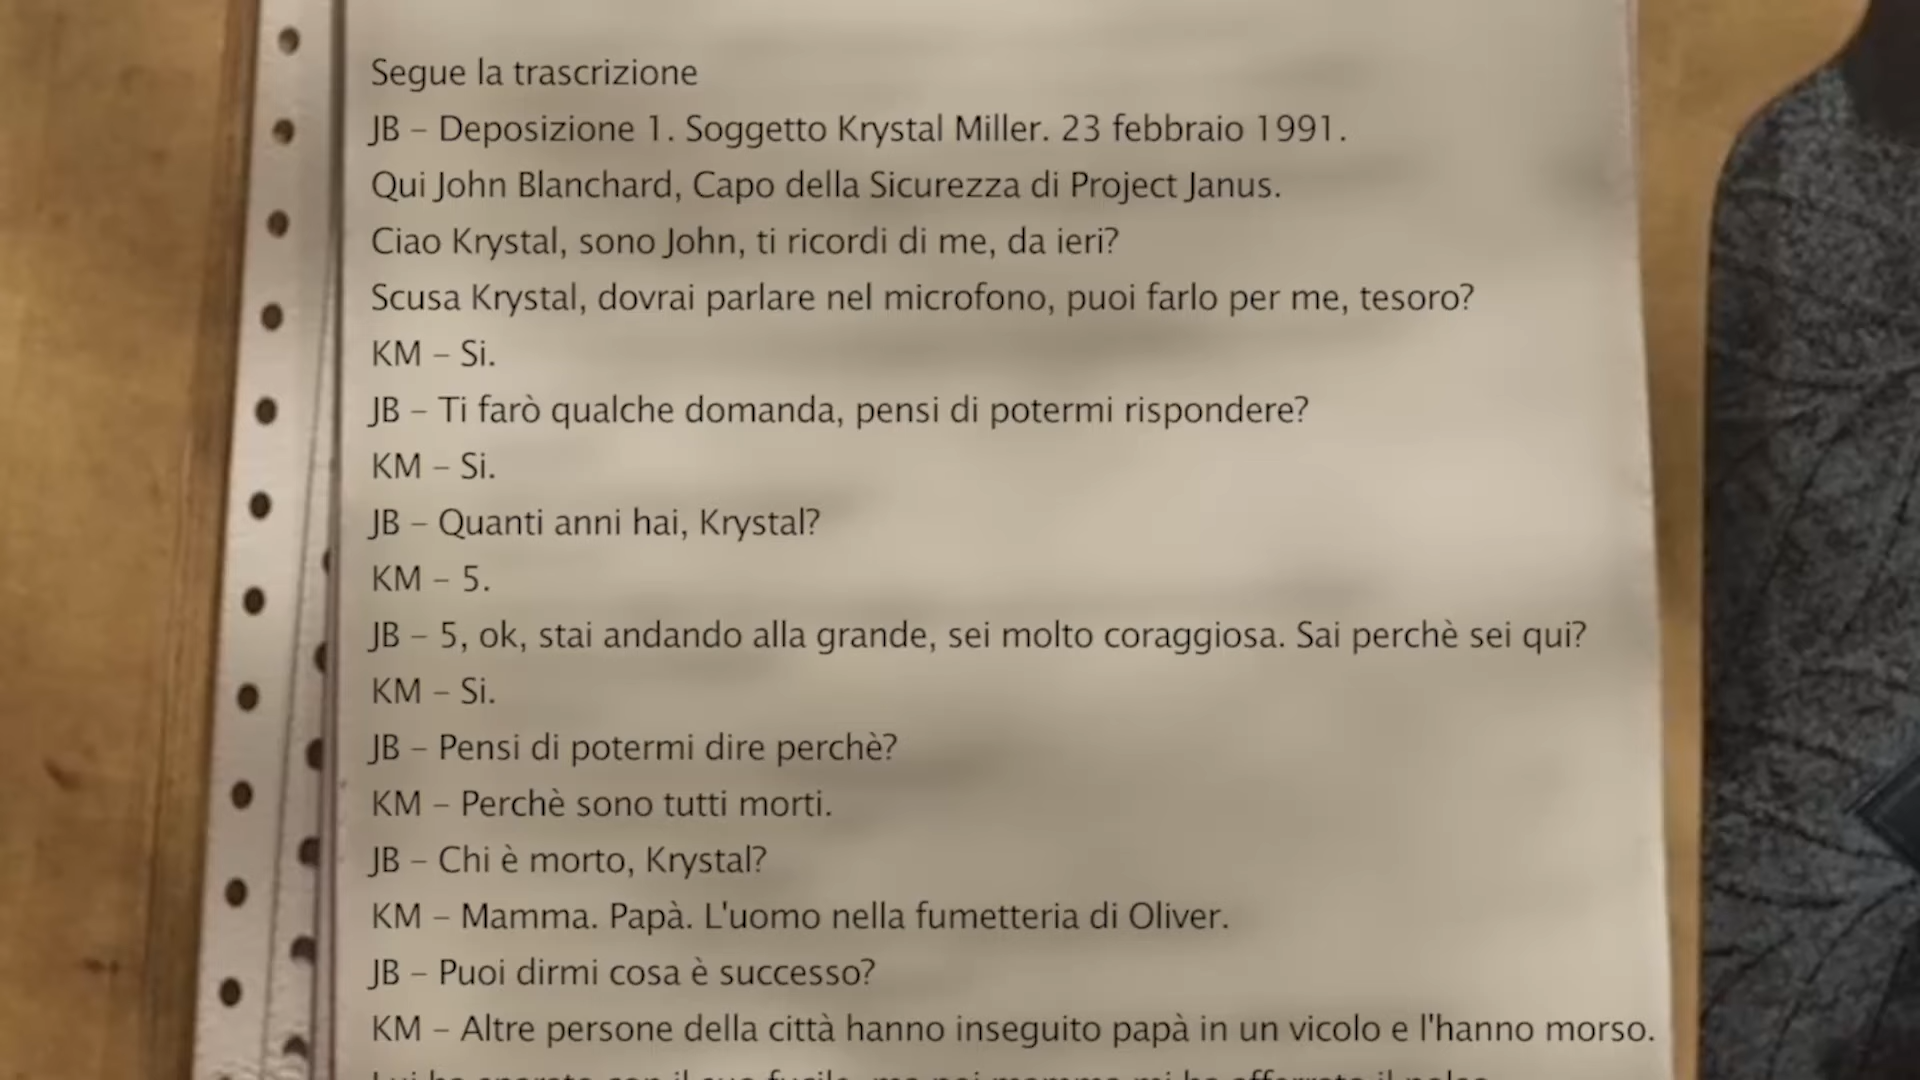 Segue la trascrizione
JB – Deposizione 1. Soggetto Krystal Miller. 23 febbraio 1991.
Qui John Blanchard, Capo della Sicurezza di Project Janus.
Ciao Krystal, sono John, ti ricordi di me, da ieri?
Scusa Krystal, dovrai parlare nel microfono, puoi farlo per me, tesoro?
KM – Si.
JB – Ti farò qualche domanda, pensi di potermi rispondere?
KM – Si.
JB – Quanti anni hai, Krystal?
KM – 5.
JB – 5, ok, stai andando alla grande, sei molto coraggiosa. Sai perchè sei qui?
KM – Si.
JB – Pensi di potermi dire perchè?
KM – Perchè sono tutti morti.
JB – Chi è morto, Krystal?
KM – Mamma. Papà. L'uomo nella fumetteria di Oliver.
JB – Puoi dirmi cosa è successo?
KM – Altre persone della città hanno inseguito papà in un vicolo e l'hanno morso.